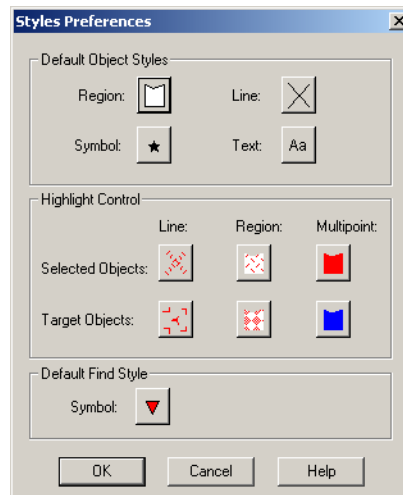 Styles Preferences
Default Object Styles
Region: Line:
Symbol: Text: Aa
Highlight Control
Line: Region: Multipoint:
Selected Objects:
Target Objects:
Default Find Style
Symbol:
OK Cancel Help